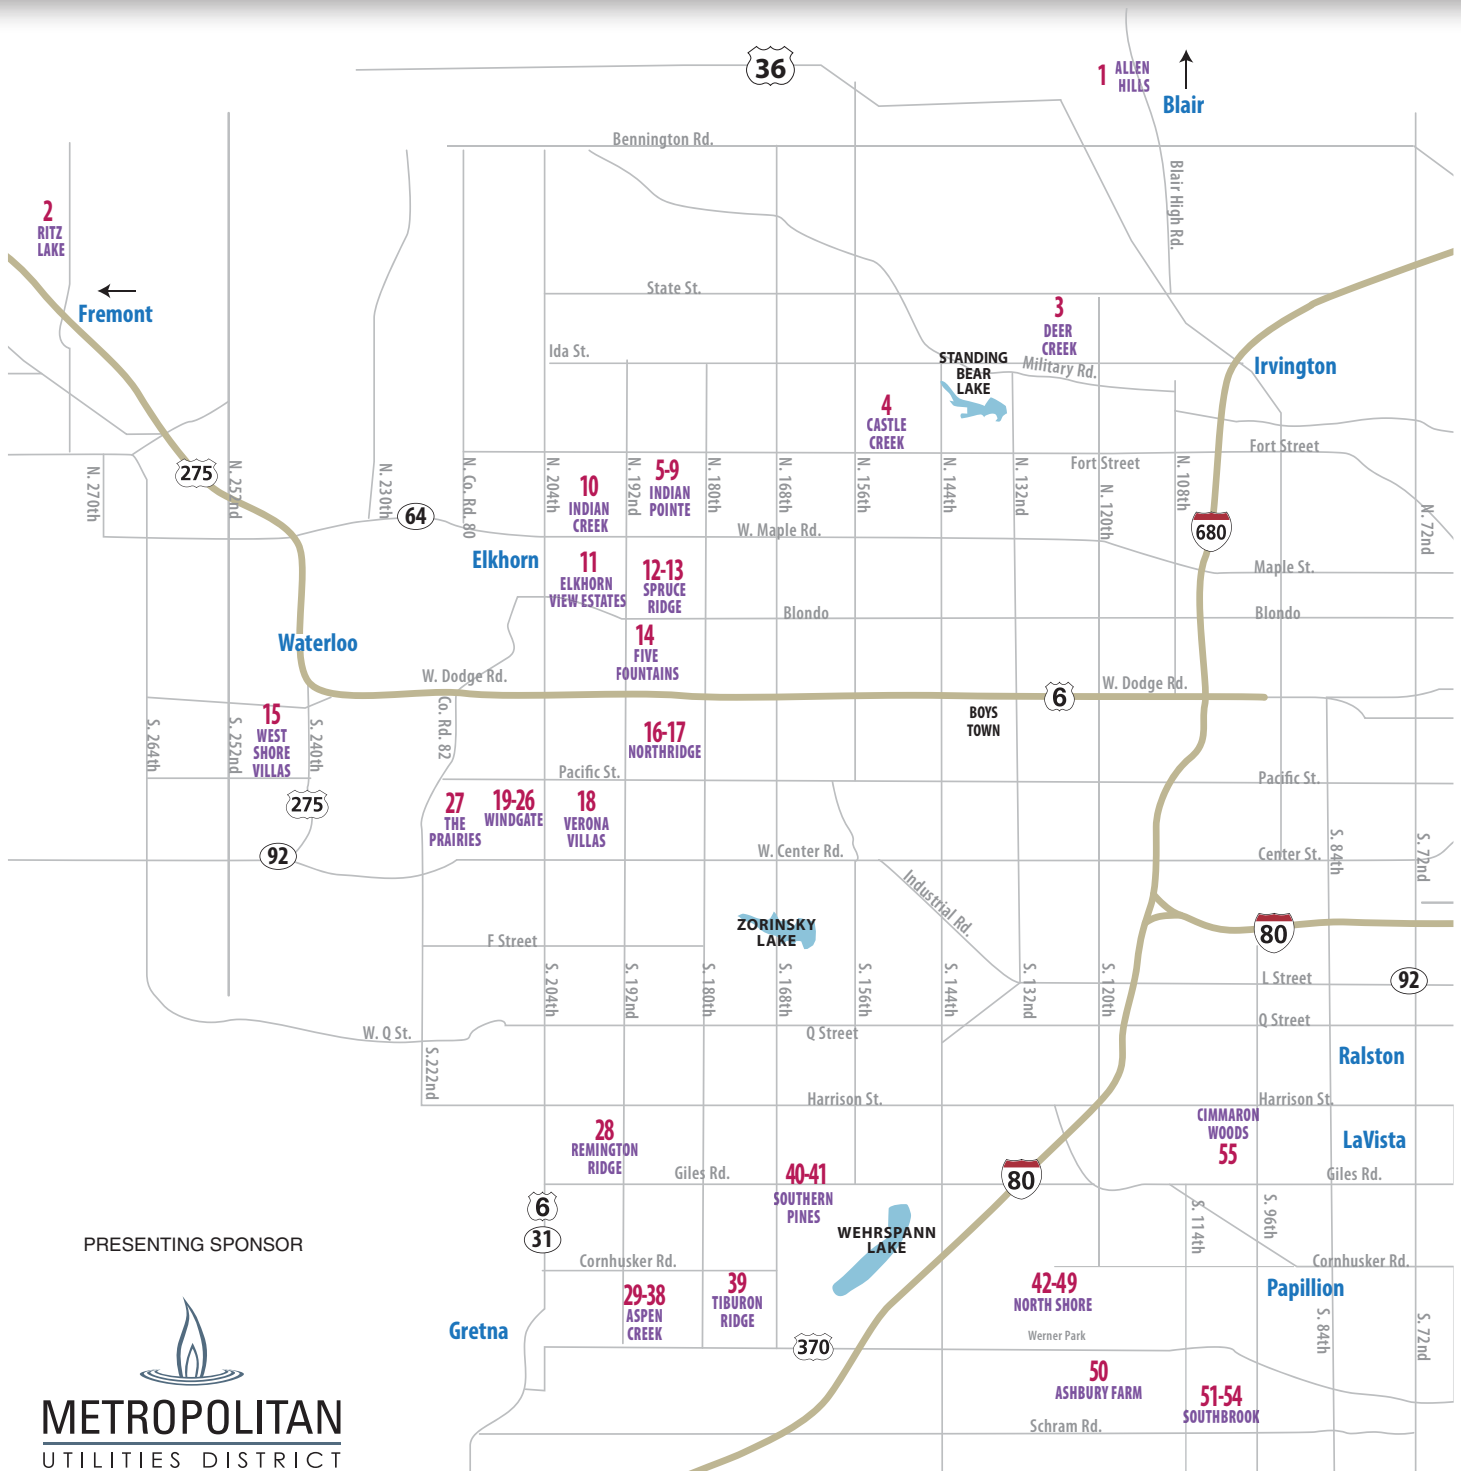 36
1 ALLEN
HILLS
Blair
Bennington Rd.
Blair High Rd.
2
RITZ
LAKE
Fremont
State St.
3
DEER
CREEK
Ida St.
STANDING
BEAR
LAKE
Military Rd.
Irvington
4
CASTLE
CREEK
Fort Street
Fort Street
275
N. 270th
N. 252nd
N. 230th
N. Co. Rd. 80
N. 204th
N. 192nd
N. 180th
N. 168th
N. 156th
N. 144th
N. 132nd
N. 120th
N. 108th
N. 72nd
10
INDIAN
CREEK
5-9
INDIAN
POINTE
64
W. Maple Rd.
680
Elkhorn
11
ELKHORN
VIEW ESTATES
12-13
SPRUCE
RIDGE
Maple St.
Blondo
Blondo
14
FIVE
FOUNTAINS
Waterloo
W. Dodge Rd.
6
W. Dodge Rd.
BOYS
TOWN
S. 264th
S. 252nd
15
WEST
SHORE
VILLAS
S. 240th
Co. Rd. 82
16-17
NORTHRIDGE
Pacific St.
Pacific St.
275
27
THE
PRAIRIES
19-26
WINDGATE
18
VERONA
VILLAS
92
W. Center Rd.
Center St.
S. 84th
S. 72nd
Industrial Rd.
ZORINSKY
LAKE
F Street
80
S. 204th
S. 192nd
S. 180th
S. 168th
S. 156th
S. 144th
S. 132nd
S. 120th
L Street
92
W. Q St.
Q Street
Q Street
S.222nd
Ralston
Harrison St.
Harrison St.
CIMMARON
WOODS
55
LaVista
28
REMINGTON
RIDGE
Giles Rd.
40-41
SOUTHERN
PINES
80
Giles Rd.
6
31
WEHRSPANN
LAKE
S. 114th
S. 96th
PRESENTING SPONSOR
Cornhusker Rd.
Cornhusker Rd.
29-38
ASPEN
CREEK
39
TIBURON
RIDGE
42-49
NORTH SHORE
Papillion
Gretna
370
Werner Park
S. 84th
S. 72nd
50
ASHBURY FARM
51-54
SOUTHBROOK
Schram Rd.
METROPOLITAN
UTILITIES DISTRICT